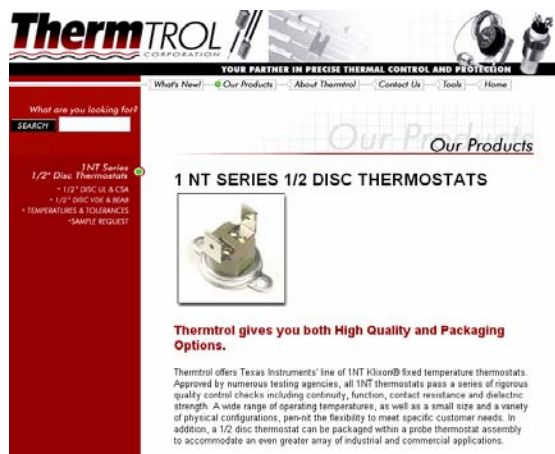 ThermTROL
CORPORATION
YOUR PARTNER IN PRECISE THERMAL CONTROL AND PROTECTION
What's New! Our Products About Thermtrol Contact Us Tools Home
What are you looking for?
SEARCH
Our Products
Our Products
1NT Series
1/2" Disc Thermostats
• 1/2" DISC UL & CSA
• 1/2" DISC VDE & BEAB
• TEMPERATURES & TOLERANCES
•SAMPLE REQUEST
1 NT SERIES 1/2 DISC THERMOSTATS
Thermtrol gives you both High Quality and Packaging
Options.
Thermtrol offers Texas Instruments' line of 1NT Klixon® fixed temperature thermostats.
Approved by numerous testing agencies, all 1NT thermostats pass a series of rigorous
quality control checks including continuity, function, contact resistance and dielectric
strength. A wide range of operating temperatures, as well as a small size and a variety
of physical configurations, pen-nit the flexibility to meet specific customer needs. In
addition, a 1/2 disc thermostat can be packaged within a probe thermostat assembly
to accommodate an even greater array of industrial and commercial applications.